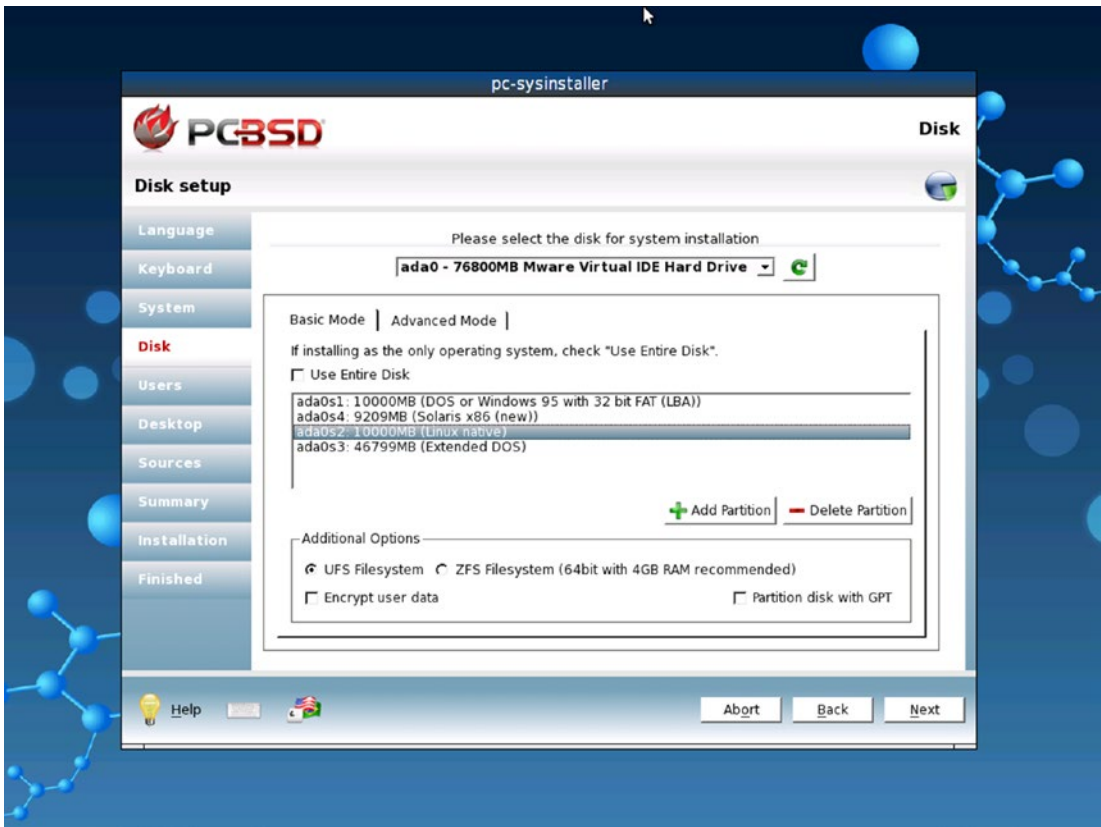 pc-sysinstaller
PCBSD
Disk
Disk setup
Language
Keyboard
System
Disk
Users
Desktop
Sources
Summary
Installation
Finished
Please select the disk for system installation
ada0 - 76800MB Mware Virtual IDE Hard Drive
Basic Mode Advanced Mode
If installing as the only operating system, check "Use Entire Disk".
Use Entire Disk
ada0s1: 10000MB (DOS or Windows 95 with 32 bit FAT (LBA))
ada0s4: 9209MB (Solaris x86 (new))
ada0s2: 10000MB (Linux native)
ada0s3: 46799MB (Extended DOS)
Add Partition Delete Partition
Additional Options
UFS Filesystem ZFS Filesystem (64bit with 4GB RAM recommended)
Encrypt user data Partition disk with GPT
Help Abort Back Next